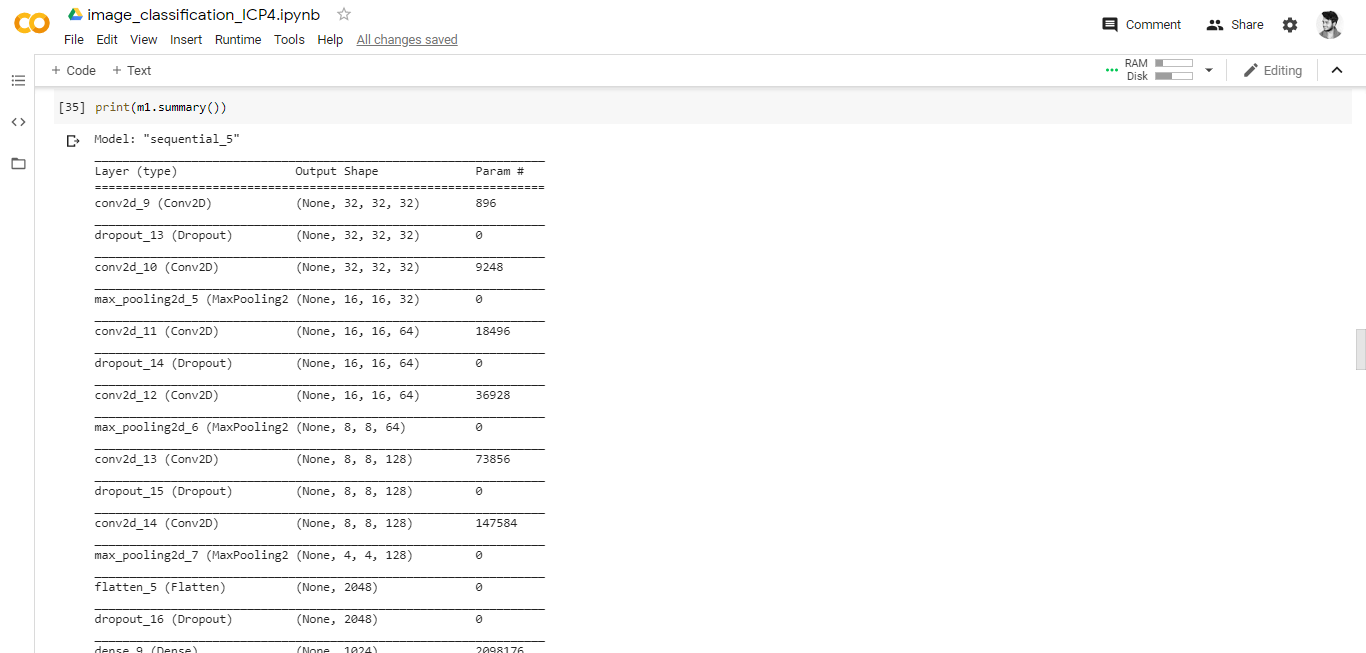 image_classification_ICP4.ipynb
File Edit View Insert Runtime Tools Help All changes saved
Comment Share
+ Code + Text
RAM
Disk
Editing
[35] print(m1.summary())
Model: "sequential_5"
_________________________________________________________________
Layer (type) Output Shape Param #
=================================================================
conv2d_9 (Conv2D) (None, 32, 32, 32) 896
_________________________________________________________________
dropout_13 (Dropout) (None, 32, 32, 32) 0
_________________________________________________________________
conv2d_10 (Conv2D) (None, 32, 32, 32) 9248
_________________________________________________________________
max_pooling2d_5 (MaxPooling2 (None, 16, 16, 32) 0
_________________________________________________________________
conv2d_11 (Conv2D) (None, 16, 16, 64) 18496
_________________________________________________________________
dropout_14 (Dropout) (None, 16, 16, 64) 0
_________________________________________________________________
conv2d_12 (Conv2D) (None, 16, 16, 64) 36928
_________________________________________________________________
max_pooling2d_6 (MaxPooling2 (None, 8, 8, 64) 0
_________________________________________________________________
conv2d_13 (Conv2D) (None, 8, 8, 128) 73856
_________________________________________________________________
dropout_15 (Dropout) (None, 8, 8, 128) 0
_________________________________________________________________
conv2d_14 (Conv2D) (None, 8, 8, 128) 147584
_________________________________________________________________
max_pooling2d_7 (MaxPooling2 (None, 4, 4, 128) 0
_________________________________________________________________
flatten_5 (Flatten) (None, 2048) 0
_________________________________________________________________
dropout_16 (Dropout) (None, 2048) 0
_________________________________________________________________
dense_9 (Dense) (None, 1024) 2098176